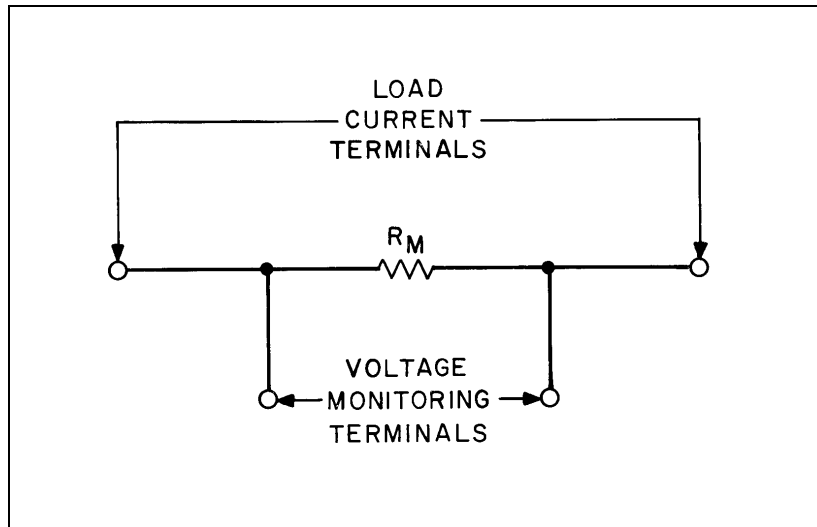 LOAD
CURRENT
TERMINALS
RM
VOLTAGE
MONITORING
TERMINALS